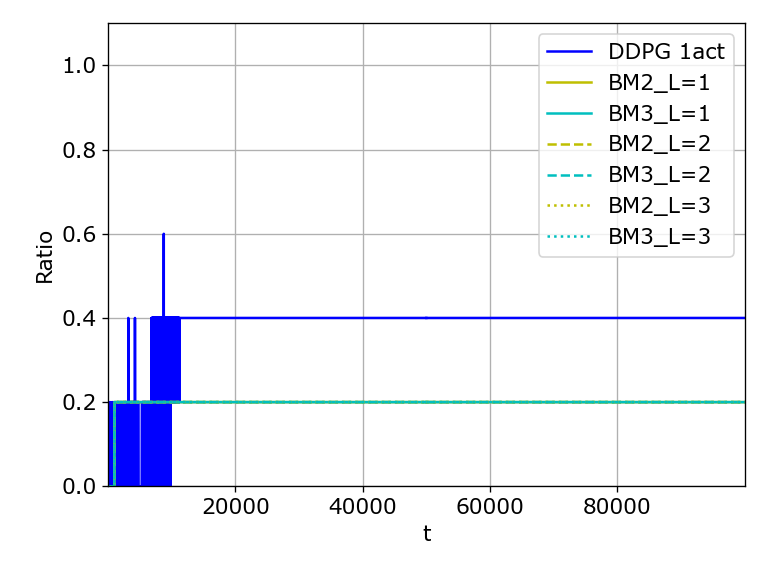 DDPG 1act
BM2_L=1
BM3_L=1
BM2_L=2
BM3_L=2
BM2_L=3
BM3_L=3
1.0
0.8
0.6
0.4
0.2
0.0
Ratio
20000 40000 60000 80000
t